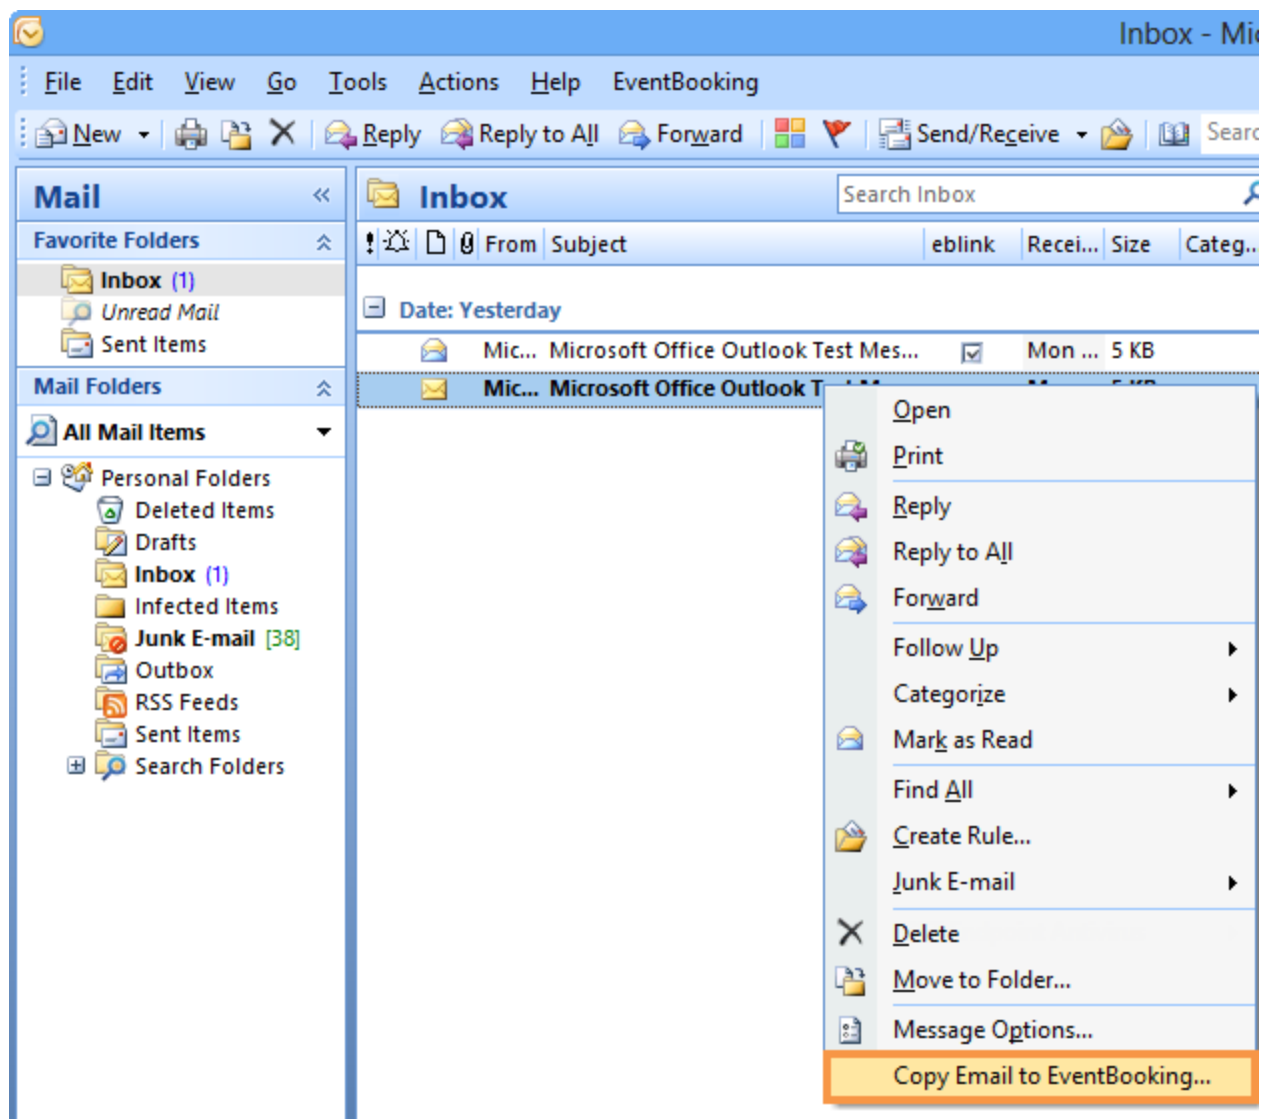 Inbox - Mic
File Edit View Go Tools Actions Help EventBooking
New Reply Reply to All Forward Send/Receive Searc
Mail « Inbox Search Inbox
Favorite Folders ! From Subject eblink Recei... Size Categ...
Inbox (1)
Unread Mail
Date: Yesterday
Sent Items
Mic... Microsoft Office Outlook Test Mes... Mon ... 5 KB
Mail Folders
Mic... Microsoft Office Outlook
All Mail Items
Personal Folders
Deleted Items
Drafts
Inbox (1)
Infected Items
Junk E-mail [38]
Outbox
RSS Feeds
Sent Items
Search Folders
Open
Print
Reply
Reply to All
Forward
Follow Up
Categorize
Mark as Read
Find All
Create Rule...
Junk E-mail
Delete
Move to Folder...
Message Options...
Copy Email to EventBooking...